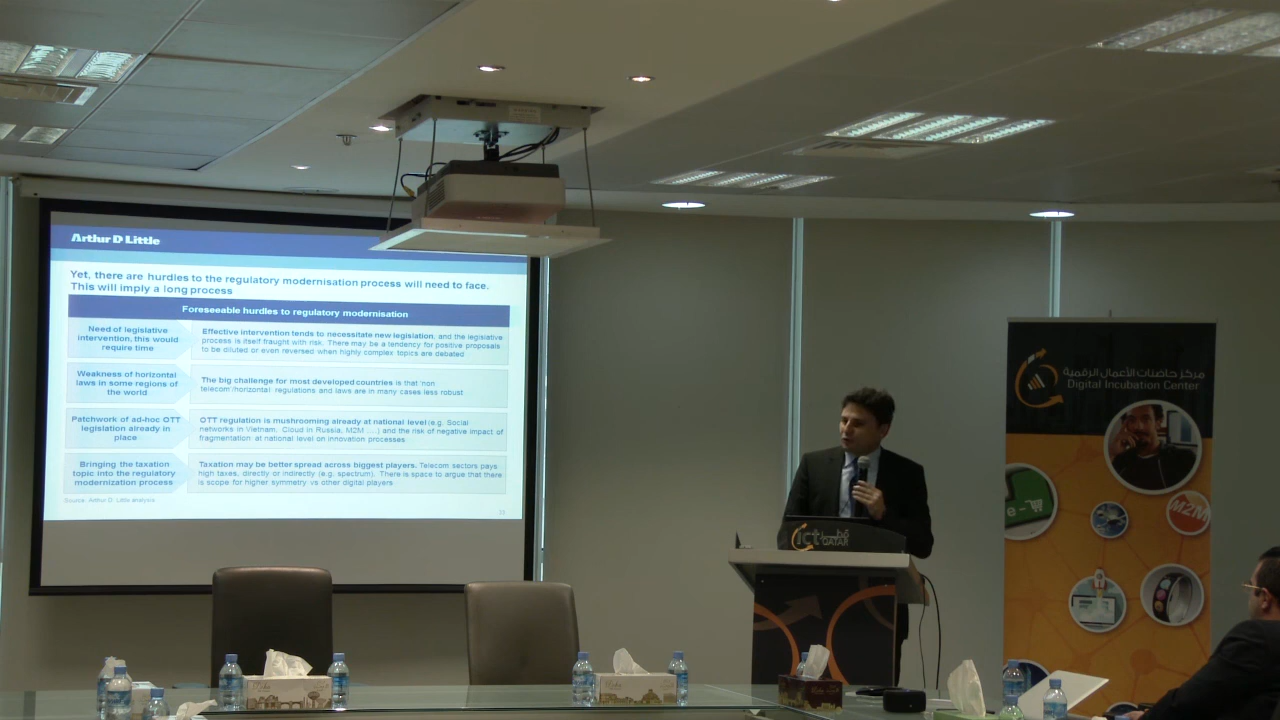 Arthur D Little
Yet, there are hurdles to the regulatory modernisation process will need to face.
This will imply a long process
Foreseeable hurdles to regulatory modernisation
Need of legislative
intervention, this would
require time
Effective intervention tends to necessitate new legislation, and the legislative
process is itself fraught with risk. There may be a tendency for positive proposals
to be diluted or even reversed when highly complex topics are debated
Weakness of horizontal
laws in some regions of
the world
The big challenge for most developed countries is that 'non
telecom'/horizontal regulations and laws are in many cases less robust
Patchwork of ad-hoc OTT
legislation already in
place
OTT regulation is mushrooming already at national level (e.g. Social
networks in Vietnam, Cloud in Russia, M2M ....) and the risk of negative impact of
fragmentation at national level on innovation processes
Bringing the taxation
topic into the regulatory
modernization process
Taxation may be better spread across biggest players. Telecom sectors pays
high taxes, directly or indirectly (e.g. spectrum). There is space to argue that there
is scope for higher symmetry vs other digital players
Source: Arthur D. Little analysis
ict
QATAR
مركز حاضنات الأعمال الرقمية
Digital Incubation Center
e-
M2M